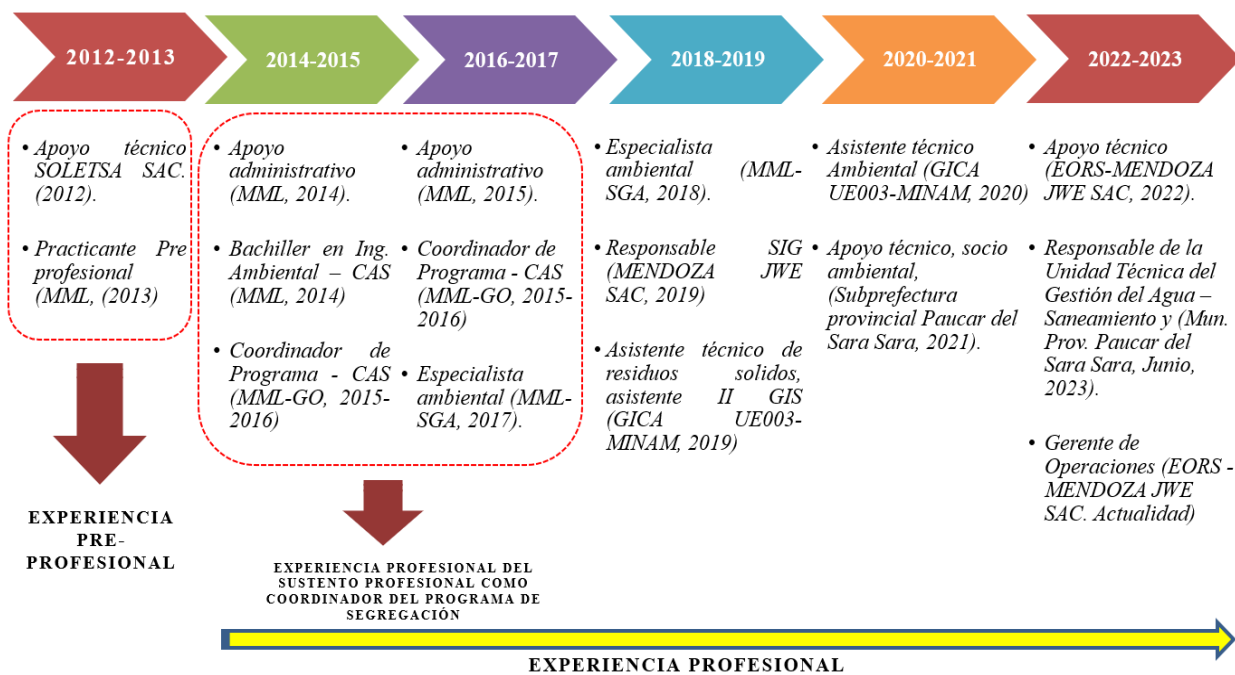 2012-2013
2014-2015
2016-2017
2018-2019
2020-2021
2022-2023
• Apoyo técnico
SOLETSA SAC.
(2012).
• Practicante Pre
profesional
(MML, (2013)
• Apoyo
administrativo
(MML, 2014).
• Bachiller en Ing.
Ambiental – CAS
(MML, 2014)
• Coordinador de
Programa - CAS
(MML-GO, 2015-
2016)
• Apoyo
administrativo
(MML, 2015).
• Coordinador de
Programa - CAS
(MML-GO, 2015-
2016)
• Especialista
ambiental (MML-
SGA, 2017).
• Especialista
ambiental (MML-
SGA, 2018).
• Responsable SIG
(MENDOZA JWE
SAC, 2019)
• Asistente técnico de
residuos solidos,
asistente II GIS
(GICA UE003-
MINAM, 2019)
• Asistente técnico
Ambiental (GICA
UE003-MINAM, 2020)
• Apoyo técnico, socio
ambiental,
(Subprefectura
provincial Paucar del
Sara Sara, 2021).
• Apoyo técnico
(EORS-MENDOZA
JWE SAC, 2022).
• Responsable de la
Unidad Técnica del
Gestión del Agua –
Saneamiento y (Mun.
Prov. Paucar del
Sara Sara, Junio,
2023).
• Gerente de
Operaciones (EORS -
MENDOZA JWE
SAC. Actualidad)
EXPERIENCIA
PRE-
PROFESIONAL
EXPERIENCIA PROFESIONAL DEL
SUSTENTO PROFESIONAL COMO
COORDINADOR DEL PROGRAMA DE
SEGREGACIÓN
EXPERIENCIA PROFESIONAL